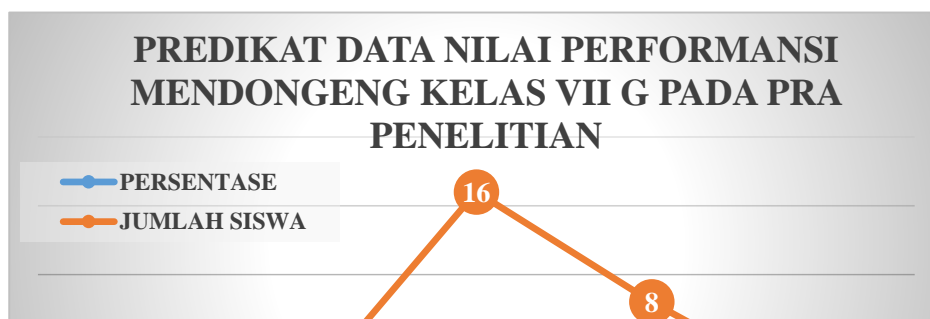 PREDIKAT DATA NILAI PERFORMANSI
MENDONGENG KELAS VII G PADA PRA
PENELITIAN
PERSENTASE
JUMLAH SISWA
16
8